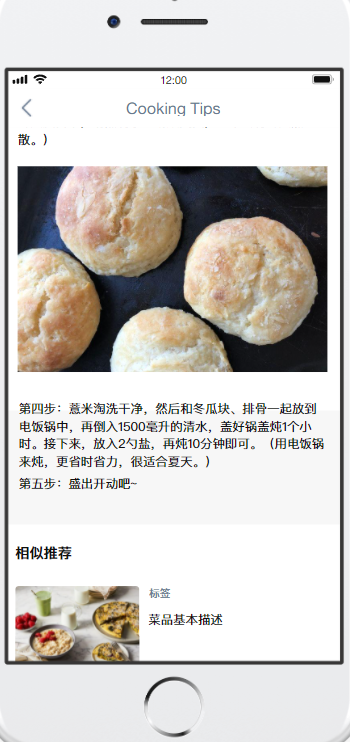 12:00
Cooking Tips
散。）
第四步：薏米淘洗干净，然后和冬瓜块、排骨一起放到
电饭锅中，再倒入1500毫升的清水，盖好锅盖炖1个小
时。接下来，放入2勺盐，再炖10分钟即可。（用电饭锅
来炖，更省时省力，很适合夏天。）
第五步：盛出开动吧~
相似推荐
标签
菜品基本描述